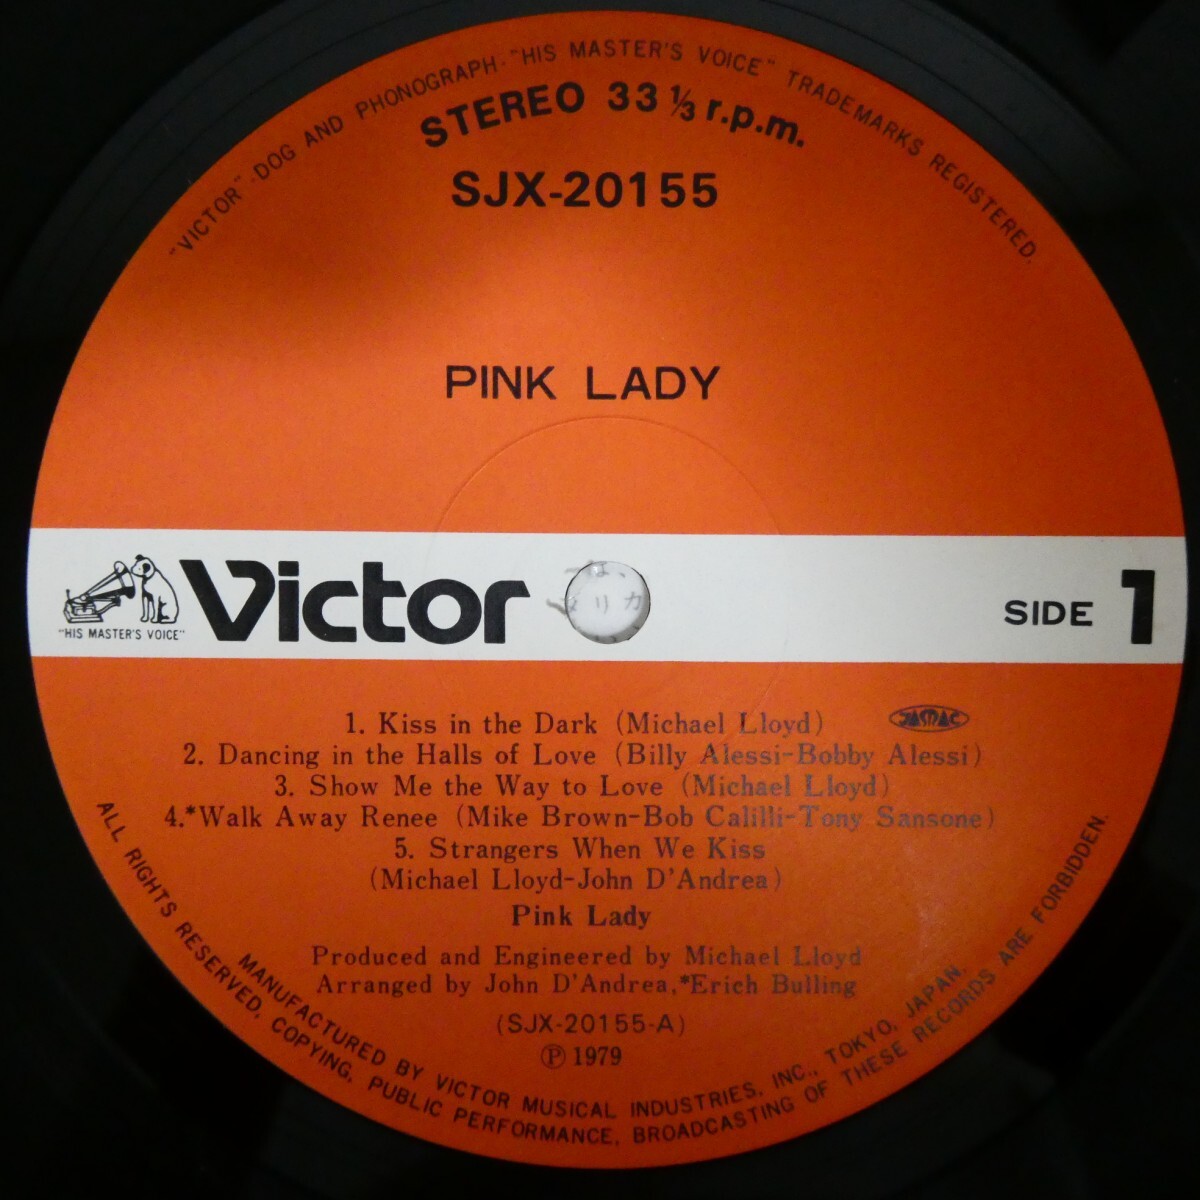 "VICTOR"·DOG AND PHONOGRAPH·"HIS MASTER'S VOICE" TRADEMARKS REGISTERED.
STEREO 33 1/3 r.p.m.
SJX-20155
PINK LADY
"HIS MASTER'S VOICE"
Victor
リカ
SIDE 1
1. Kiss in the Dark (Michael Lloyd)
JASRAC
2. Dancing in the Halls of Love (Billy Alessi-Bobby Alessi)
3. Show Me the Way to Love (Michael Lloyd)
4.*Walk Away Renee (Mike Brown-Bob Calilli-Tony Sansone)
5. Strangers When We Kiss
(Michael Lloyd-John D'Andrea)
Pink Lady
Produced and Engineered by Michael Lloyd
Arranged by John D'Andrea,*Erich Bulling
(SJX-20155-A)
Ⓟ 1979
MANUFACTURED BY VICTOR MUSICAL INDUSTRIES, INC., TOKYO, JAPAN.
ALL RIGHTS RESERVED, COPYING, PUBLIC PERFORMANCE, BROADCASTING OF THESE RECORDS ARE FORBIDDEN.